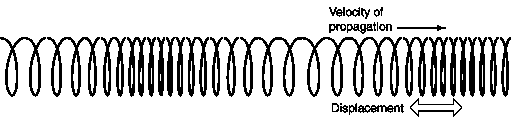 Velocity of
propagation
Displacement